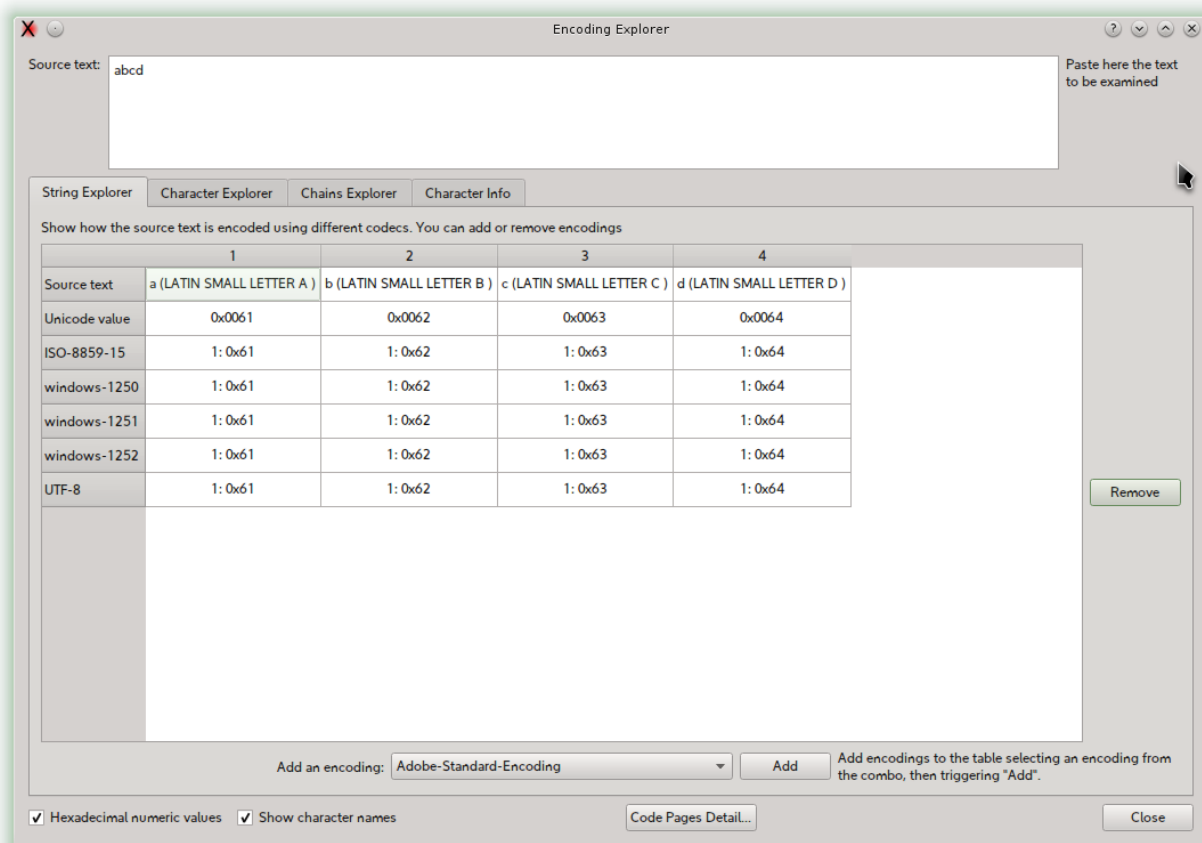 Encoding Explorer
Source text: abcd
Paste here the text
to be examined
String Explorer Character Explorer Chains Explorer Character Info
Show how the source text is encoded using different codecs. You can add or remove encodings
1 2 3 4
Source text a (LATIN SMALL LETTER A ) b (LATIN SMALL LETTER B ) c (LATIN SMALL LETTER C ) d (LATIN SMALL LETTER D )
Unicode value 0x0061 0x0062 0x0063 0x0064
ISO-8859-15 1: 0x61 1: 0x62 1: 0x63 1: 0x64
windows-1250 1: 0x61 1: 0x62 1: 0x63 1: 0x64
windows-1251 1: 0x61 1: 0x62 1: 0x63 1: 0x64
windows-1252 1: 0x61 1: 0x62 1: 0x63 1: 0x64
UTF-8 1: 0x61 1: 0x62 1: 0x63 1: 0x64
Remove
Add an encoding: Adobe-Standard-Encoding Add
Add encodings to the table selecting an encoding from
the combo, then triggering "Add".
Hexadecimal numeric values Show character names Code Pages Detail... Close